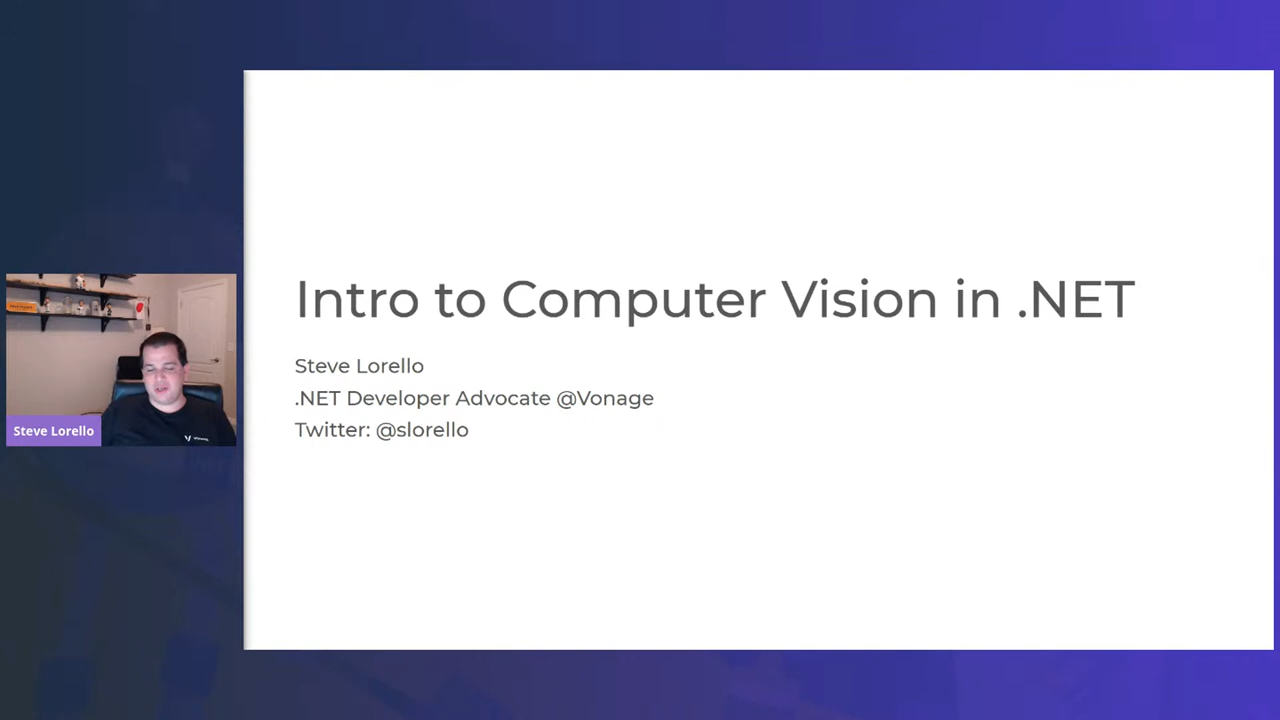 Intro to Computer Vision in .NET
Steve Lorello
.NET Developer Advocate @Vonage
Twitter: @slorello
Steve Lorello